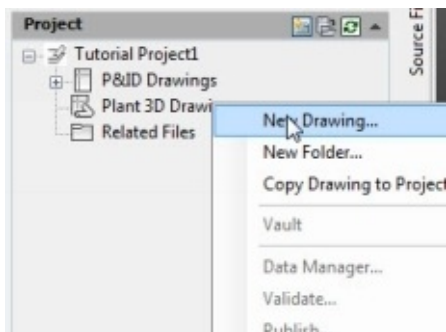 Project
Tutorial Project1
P&ID Drawings
Plant 3D Drawi
Related Files
Source Fi
New Drawing...
New Folder...
Copy Drawing to Project
Vault
Data Manager...
Validate...
Publish